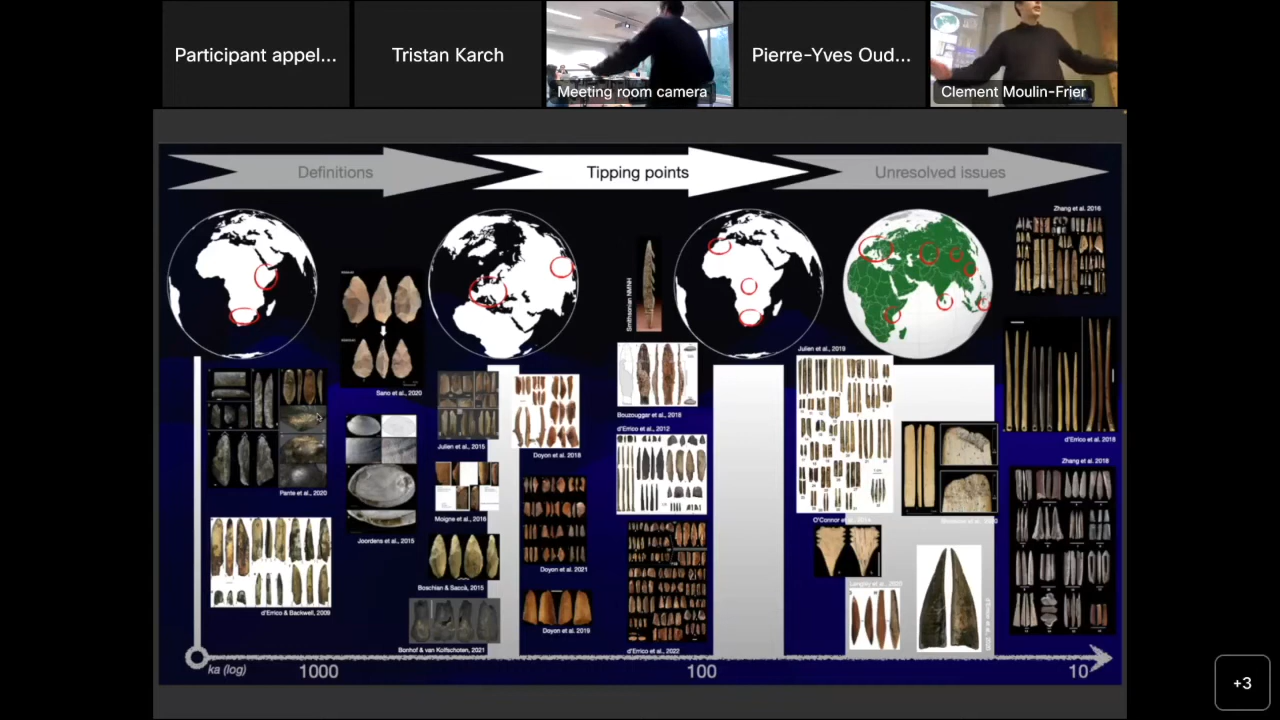 Participant appel...
Tristan Karch
Meeting room camera
Pierre-Yves Oud...
Clement Moulin-Frier
Definitions
Tipping points
Unresolved issues
Zhang et al. 2016
Smithsonian NMNH
Sano et al., 2020
Julien et al., 2019
Bouzouggar et al., 2018
d'Errico et al., 2012
d'Errico et al., 2018
Julien et al., 2015
Doyon et al. 2018
Zhang et al. 2018
Pante et al., 2020
Moigne et al., 2016
Joordens et al., 2015
Doyon et al. 2021
Boschian & Saccà, 2015
d'Errico & Backwell, 2009
Doyon et al. 2019
Bonhof & van Kolfschoten, 2021
d'Errico et al., 2022
ka (log)
1000
100
10
+3